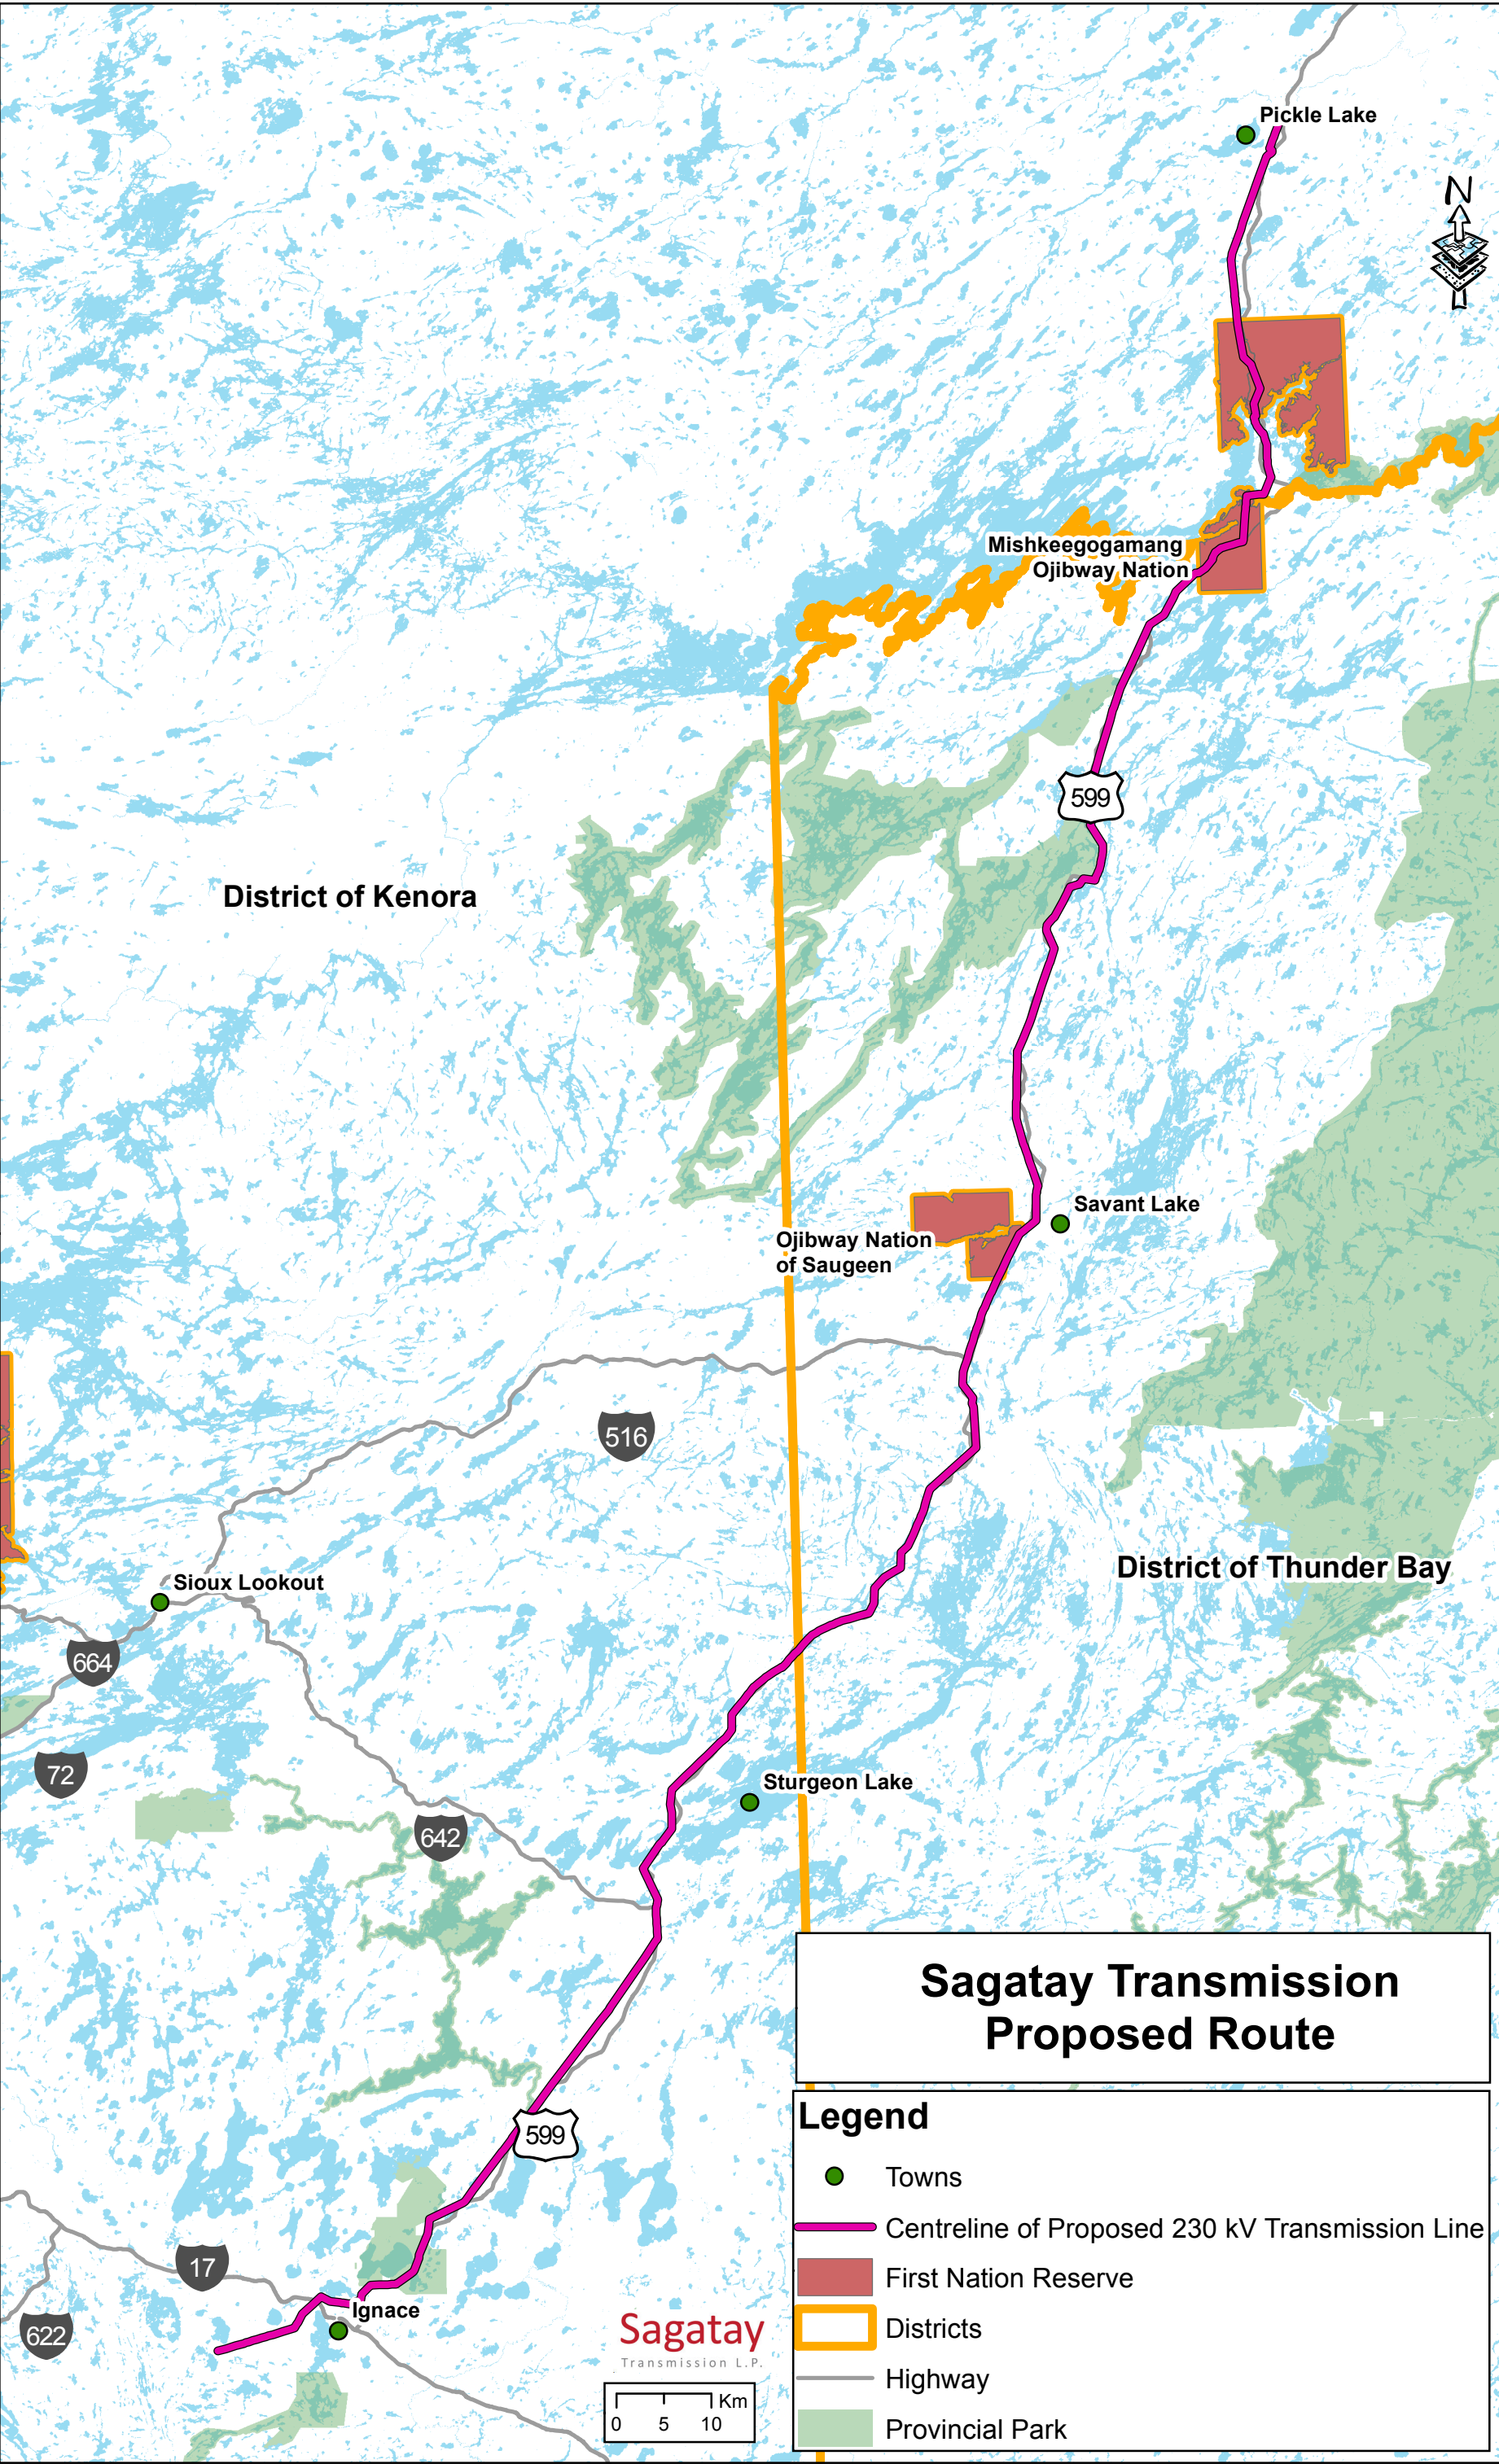 Pickle Lake
N
Mishkeegogamang
Ojibway Nation
599
District of Kenora
Savant Lake
Ojibway Nation
of Saugeen
516
District of Thunder Bay
Sioux Lookout
664
72
Sturgeon Lake
642
Sagatay Transmission
Proposed Route
Legend
Towns
Centreline of Proposed 230 kV Transmission Line
First Nation Reserve
Districts
Highway
Provincial Park
599
17
Ignace
622
Sagatay
Transmission L.P.
Km
0 5 10